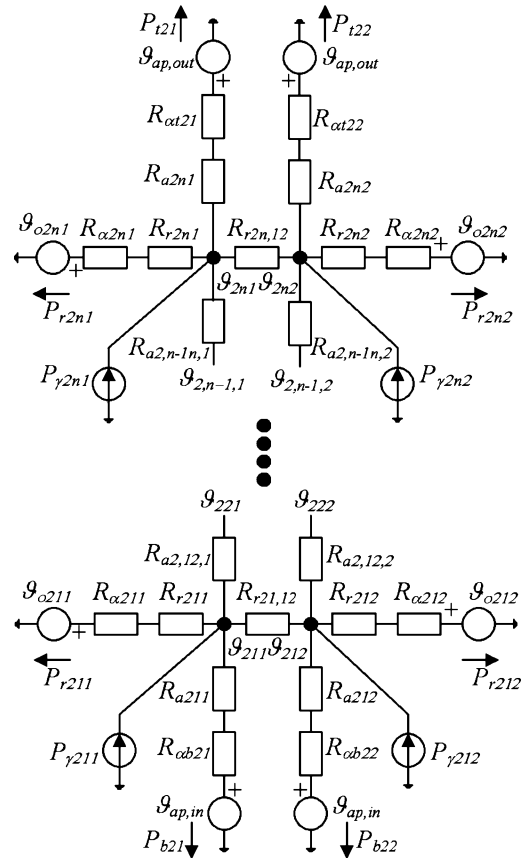 P_{t21} P_{t22}
ϑ_{ap,out} ϑ_{ap,out}
+ +
R_{αt21} R_{αt22}
R_{a2n1} R_{a2n2}
ϑ_{o2n1} R_{α2n1} R_{r2n1} R_{r2n,12} R_{r2n2} R_{α2n2} ϑ_{o2n2}
+ +
P_{r2n1} ϑ_{2n1} ϑ_{2n2} P_{r2n2}
R_{a2,n-1n,1} R_{a2,n-1n,2}
P_{γ2n1} ϑ_{2,n-1,1} ϑ_{2,n-1,2} P_{γ2n2}
ϑ_{221} ϑ_{222}
R_{a2,12,1} R_{a2,12,2}
ϑ_{o211} R_{α211} R_{r211} R_{r21,12} R_{r212} R_{α212} ϑ_{o212}
+ +
P_{r211} ϑ_{211} ϑ_{212} P_{r212}
R_{a211} R_{a212}
P_{γ211} R_{αb21} R_{αb22} P_{γ212}
+ +
ϑ_{ap,in} ϑ_{ap,in}
P_{b21} P_{b22}